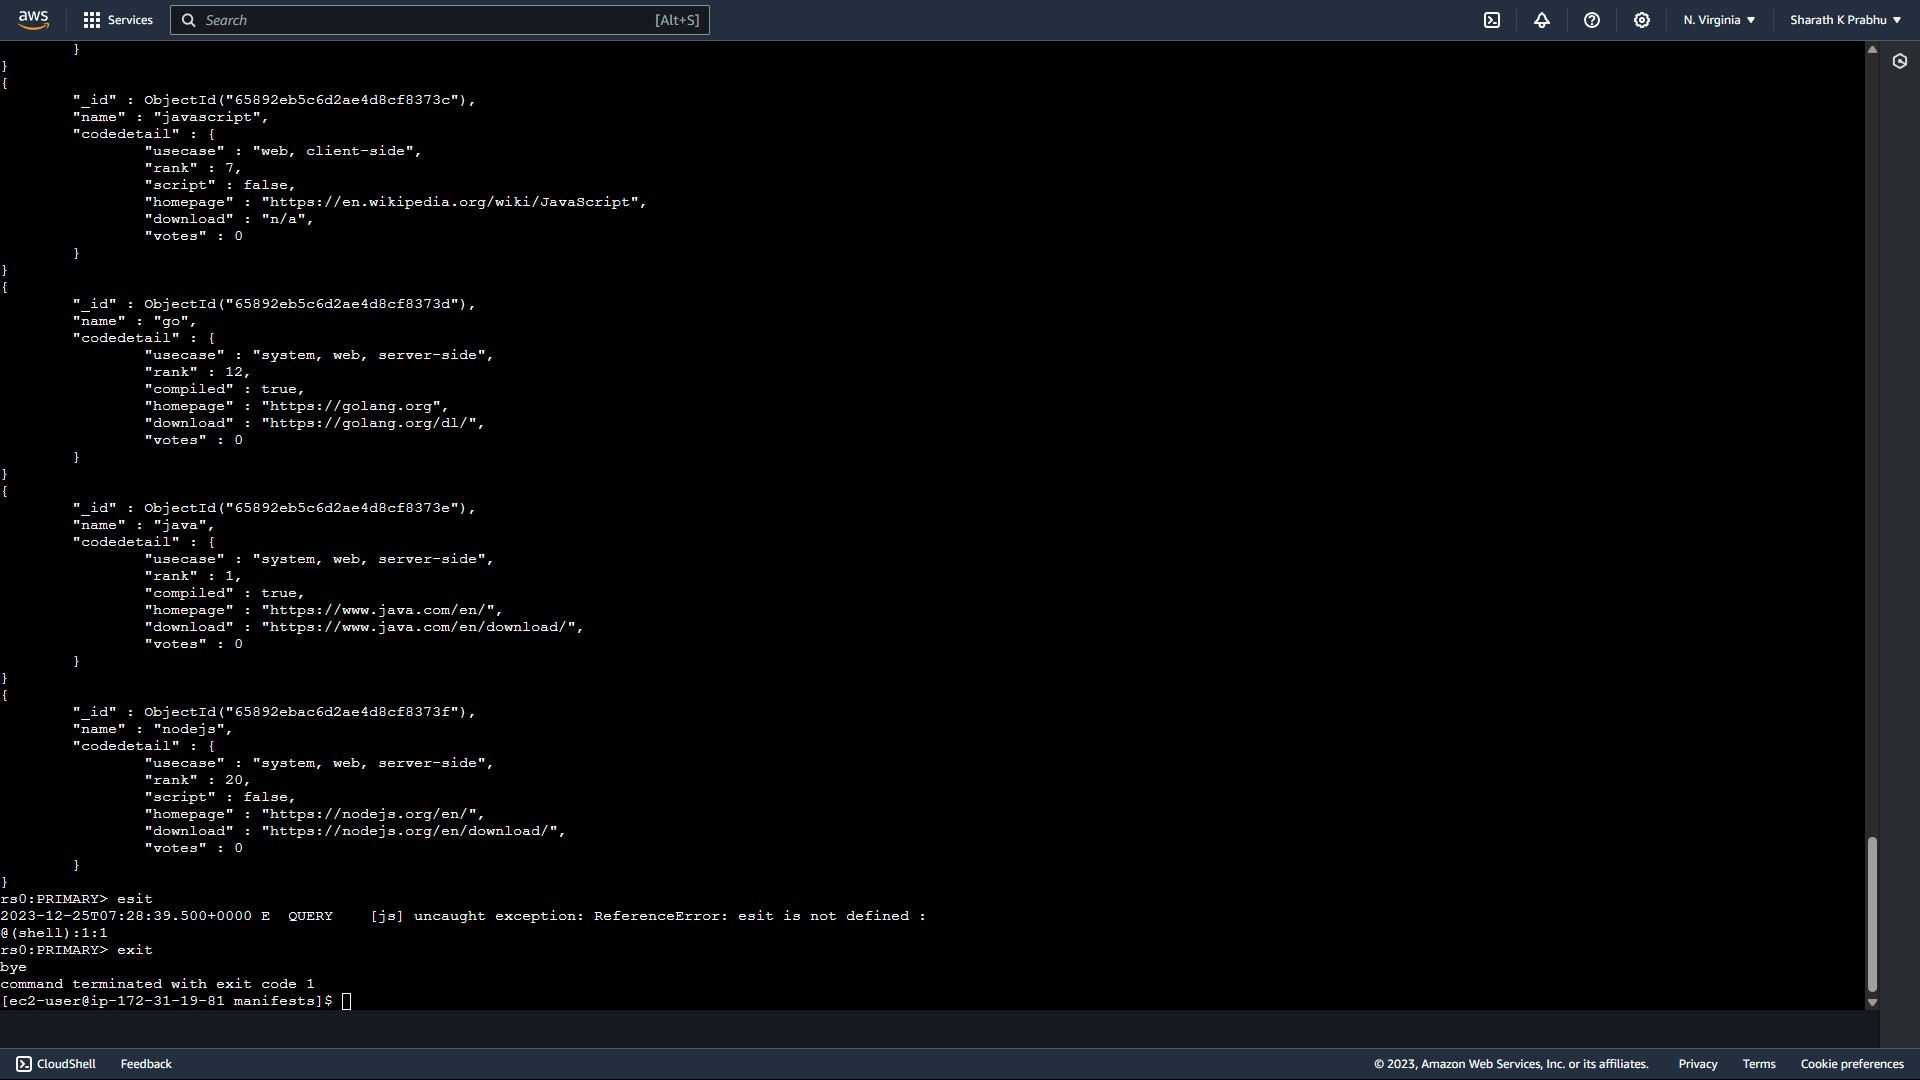 aws
Services
Search
[Alt+S]
N. Virginia ▼
Sharath K Prabhu ▼
}
}
{
"_id" : ObjectId("65892eb5c6d2ae4d8cf8373c"),
"name" : "javascript",
"codedetail" : {
"usecase" : "web, client-side",
"rank" : 7,
"script" : false,
"homepage" : "https://en.wikipedia.org/wiki/JavaScript",
"download" : "n/a",
"votes" : 0
}
}
{
"_id" : ObjectId("65892eb5c6d2ae4d8cf8373d"),
"name" : "go",
"codedetail" : {
"usecase" : "system, web, server-side",
"rank" : 12,
"compiled" : true,
"homepage" : "https://golang.org",
"download" : "https://golang.org/dl/",
"votes" : 0
}
}
{
"_id" : ObjectId("65892eb5c6d2ae4d8cf8373e"),
"name" : "java",
"codedetail" : {
"usecase" : "system, web, server-side",
"rank" : 1,
"compiled" : true,
"homepage" : "https://www.java.com/en/",
"download" : "https://www.java.com/en/download/",
"votes" : 0
}
}
{
"_id" : ObjectId("65892ebac6d2ae4d8cf8373f"),
"name" : "nodejs",
"codedetail" : {
"usecase" : "system, web, server-side",
"rank" : 20,
"script" : false,
"homepage" : "https://nodejs.org/en/",
"download" : "https://nodejs.org/en/download/",
"votes" : 0
}
}
rs0:PRIMARY> esit
2023-12-25T07:28:39.500+0000 E  QUERY    [js] uncaught exception: ReferenceError: esit is not defined :
@(shell):1:1
rs0:PRIMARY> exit
bye
command terminated with exit code 1
[ec2-user@ip-172-31-19-81 manifests]$
CloudShell
Feedback
© 2023, Amazon Web Services, Inc. or its affiliates.
Privacy
Terms
Cookie preferences